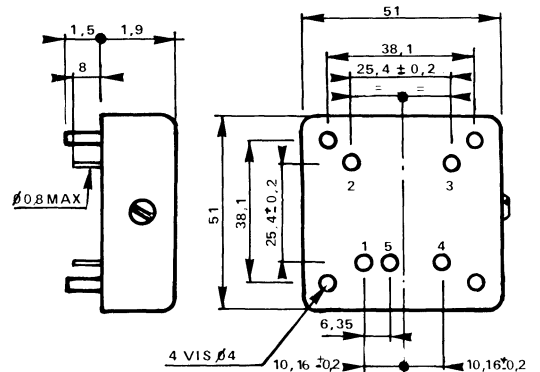 51
1,5
1,9
38,1
8
25,4 ± 0,2
= =
Ø0,8 MAX
51
38,1
25,4 ± 0,2
2
3
1
5
4
6,35
4 VIS Ø4
10,16 ± 0,2
10,16 ± 0,2